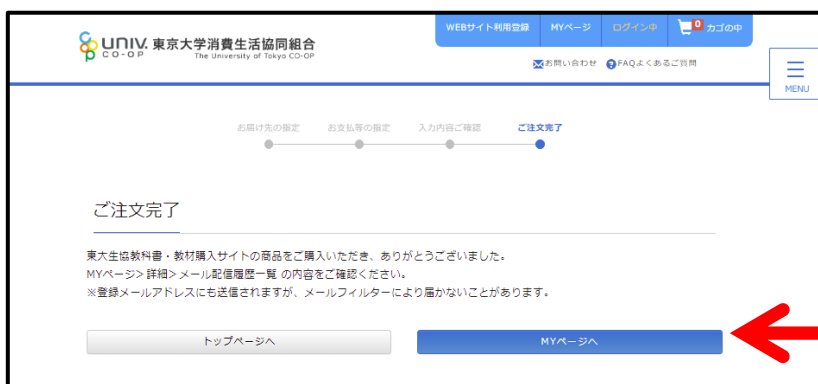 WEBサイト利用登録 MYページ ログイン中 0 カゴの中
UNIV. CO-OP 東京大学消費生活協同組合
The University of Tokyo CO-OP
お問い合わせ ? FAQよくあるご質問
MENU
お届け先の指定 お支払等の指定 入力内容ご確認 ご注文完了
ご注文完了
東大生協教科書・教材購入サイトの商品をご購入いただき、ありがとうございました。
MYページ>詳細>メール配信履歴一覧 の内容をご確認ください。
※登録メールアドレスにも送信されますが、メールフィルターにより届かないことがあります。
トップページへ MYページへ